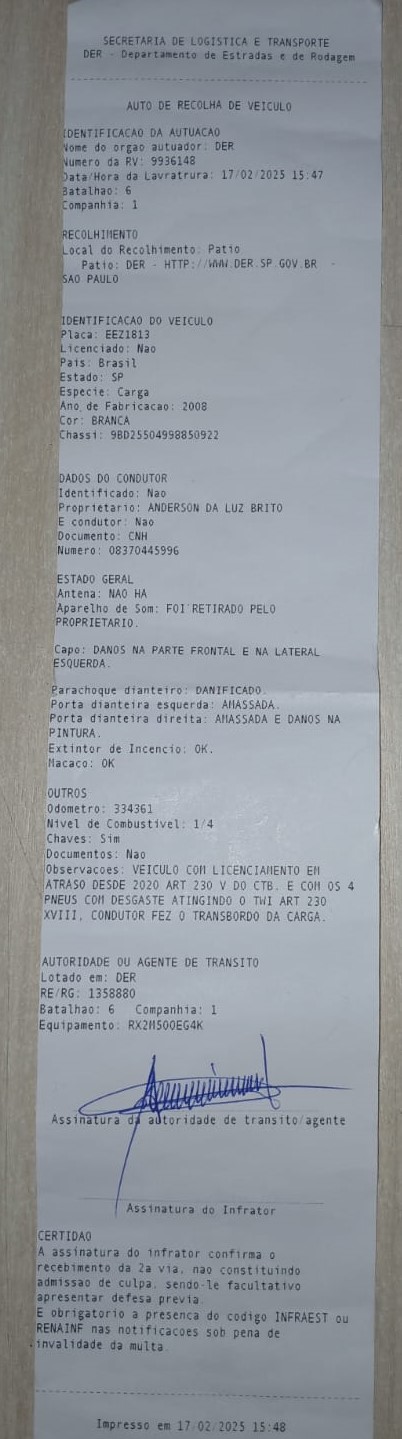 SECRETARIA DE LOGISTICA E TRANSPORTE
DER - Departamento de Estradas e de Rodagem
AUTO DE RECOLHA DE VEICULO
IDENTIFICACAO DA AUTUACAO
Nome do orgao autuador: DER
Numero da RV: 9936148
Data/Hora da Lavratrura: 17/02/2025 15:47
Batalhao: 6
Companhia: 1
RECOLHIMENTO
Local do Recolhimento: Patio
Patio: DER - HTTP://WWW.DER.SP.GOV.BR -
SAO PAULO
IDENTIFICACAO DO VEICULO
Placa: EEZ1813
Licenciado: Nao
Pais: Brasil
Estado: SP
Especie: Carga
Ano de Fabricacao: 2008
Cor: BRANCA
Chassi: 9BD25504998850922
DADOS DO CONDUTOR
Identificado: Nao
Proprietario: ANDERSON DA LUZ BRITO
E condutor: Nao
Documento: CNH
Numero: 08370445996
ESTADO GERAL
Antena: NAO HA
Aparelho de Som: FOI RETIRADO PELO
PROPRIETARIO.
Capo: DANOS NA PARTE FRONTAL E NA LATERAL
ESQUERDA.
Parachoque dianteiro: DANIFICADO.
Porta dianteira esquerda: AMASSADA.
Porta dianteira direita: AMASSADA E DANOS NA
PINTURA.
Extintor de Incencio: OK.
Macaco: OK
OUTROS
Odometro: 334361
Nivel de Combustivel: 1/4
Chaves: Sim
Documentos: Nao
Observacoes: VEICULO COM LICENCIAMENTO EM
ATRASO DESDE 2020 ART 230 V DO CTB. E COM OS 4
PNEUS COM DESGASTE ATINGINDO O TWI ART 230
XVIII, CONDUTOR FEZ O TRANSBORDO DA CARGA.
AUTORIDADE OU AGENTE DE TRANSITO
Lotado em: DER
RE/RG: 1358880
Batalhao: 6 Companhia: 1
Equipamento: RX2M500EG4K
Assinatura da autoridade de transito/agente
Assinatura do Infrator
CERTIDAO
A assinatura do infrator confirma o
recebimento da 2a via, nao constituindo
admissao de culpa, sendo-le facultativo
apresentar defesa previa.
E obrigatorio a presenca do codigo INFRAEST ou
RENAINF nas notificacoes sob pena de
invalidade da multa.
Impresso em 17/02/2025 15:48